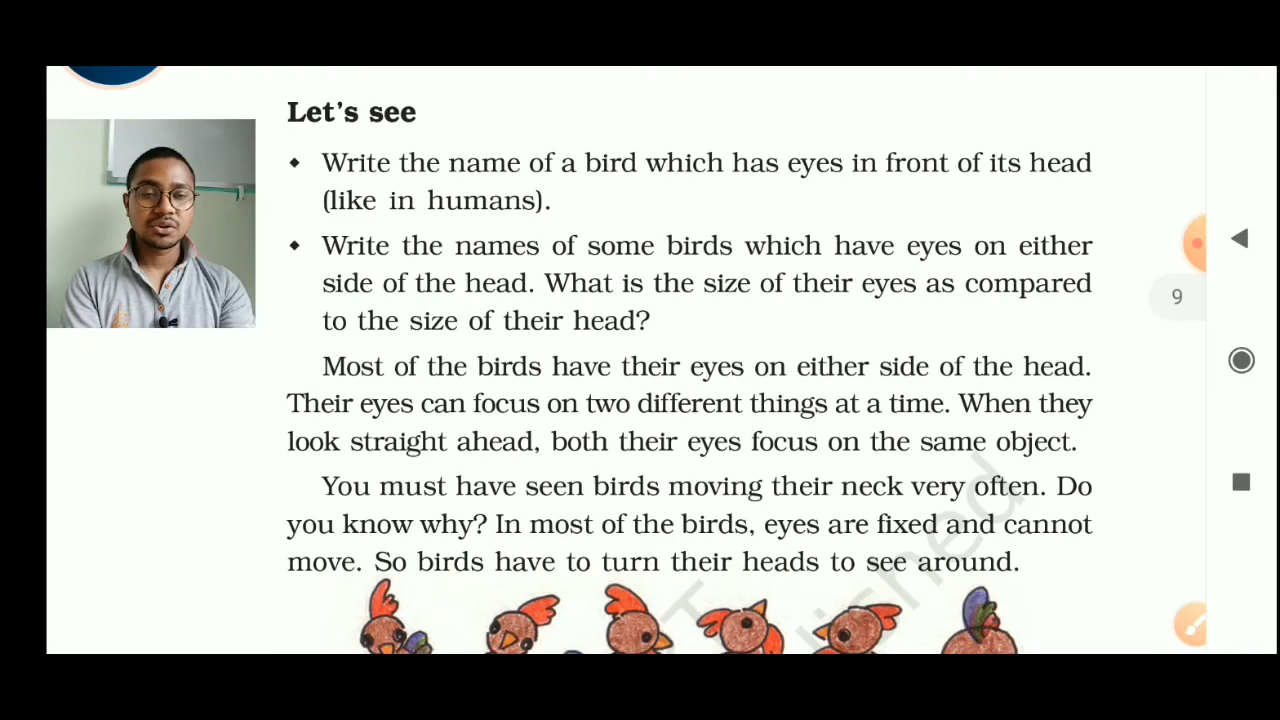 Let's see
◆ Write the name of a bird which has eyes in front of its head
(like in humans).
◆ Write the names of some birds which have eyes on either
side of the head. What is the size of their eyes as compared
to the size of their head?
Most of the birds have their eyes on either side of the head.
Their eyes can focus on two different things at a time. When they
look straight ahead, both their eyes focus on the same object.
You must have seen birds moving their neck very often. Do
you know why? In most of the birds, eyes are fixed and cannot
move. So birds have to turn their heads to see around.
9